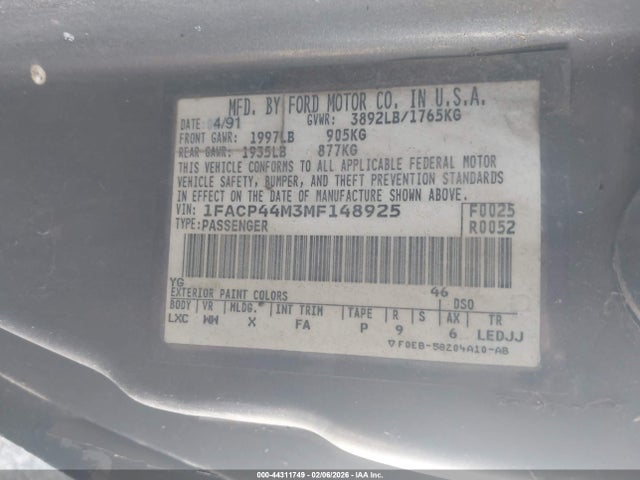 MFD. BY FORD MOTOR CO. IN U.S.A.
DATE: 04/91 GVWR: 3892LB/1765KG
FRONT GAWR: 1997LB 905KG
REAR GAWR: 1935LB 877KG
THIS VEHICLE CONFORMS TO ALL APPLICABLE FEDERAL MOTOR
VEHICLE SAFETY, BUMPER, AND THEFT PREVENTION STANDARDS
IN EFFECT ON THE DATE OF MANUFACTURE SHOWN ABOVE.
VIN: 1FACP44M3MF148925 F0025
TYPE: PASSENGER R0052
YG 46
EXTERIOR PAINT COLORS DSO
BODY VR MLDG. INT TRIM TAPE R S AX TR
LXC WW X FA P 9 6 LEDJJ
▽F0EB-58204A10-AB
000-44311749 - 02/06/2026 - IAAI. Inc.